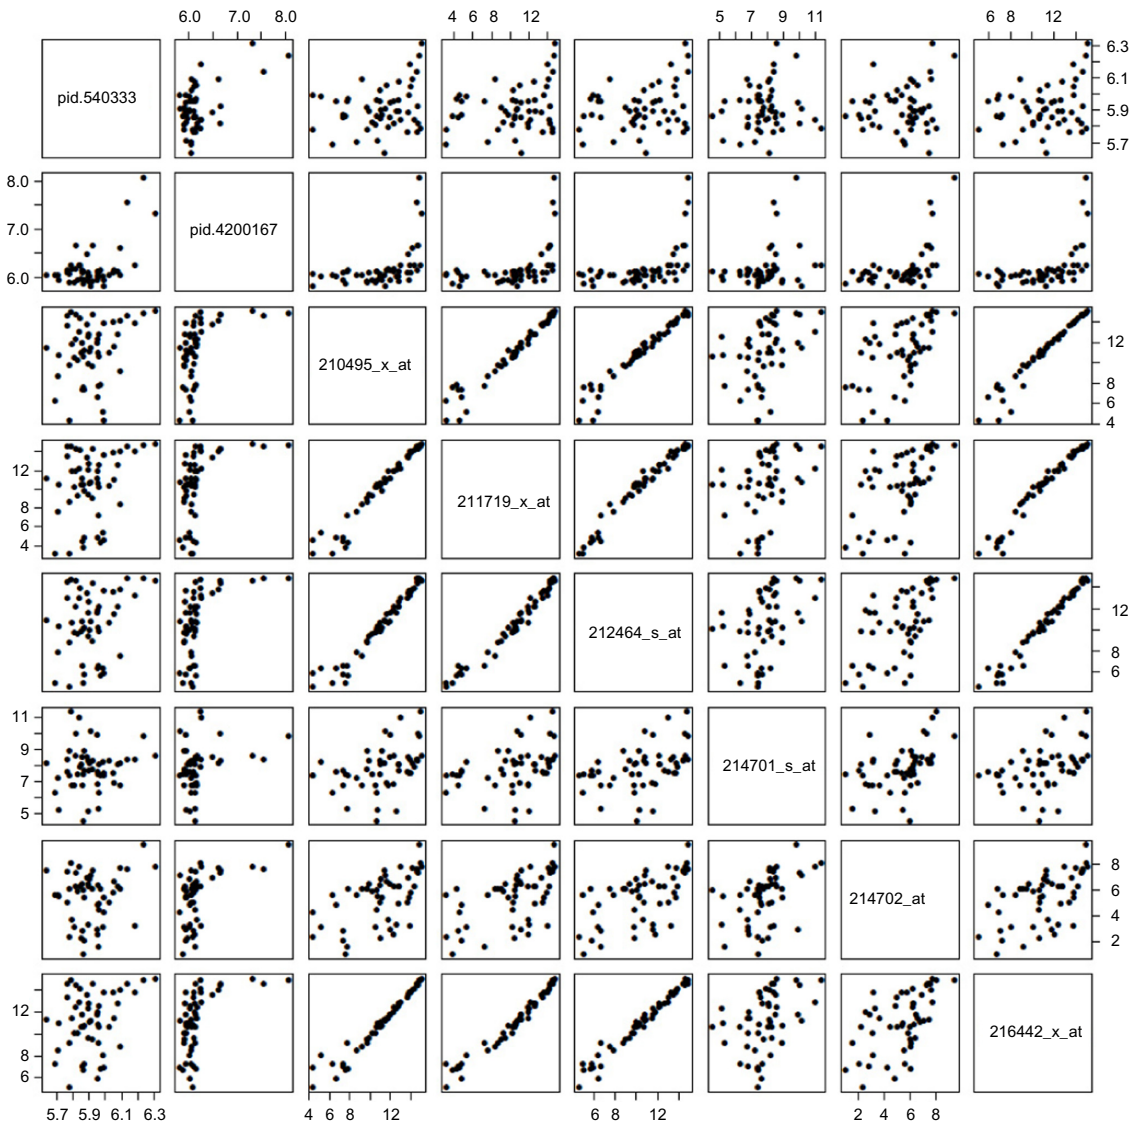 6.0 7.0 8.0 4 6 8 12 5 6 7 8 9 11 6 8 12
pid.540333 6.3 6.1 5.9 5.7
8.0 7.0 6.0 pid.4200167
210495_x_at 12 8 6 4
12 8 6 4 211719_x_at
212464_s_at 12 8 6
11 9 8 7 5 214701_s_at
214702_at 8 6 4 2
12 8 6 216442_x_at
5.7 5.9 6.1 6.3 4 6 8 12 6 8 12 2 4 6 8